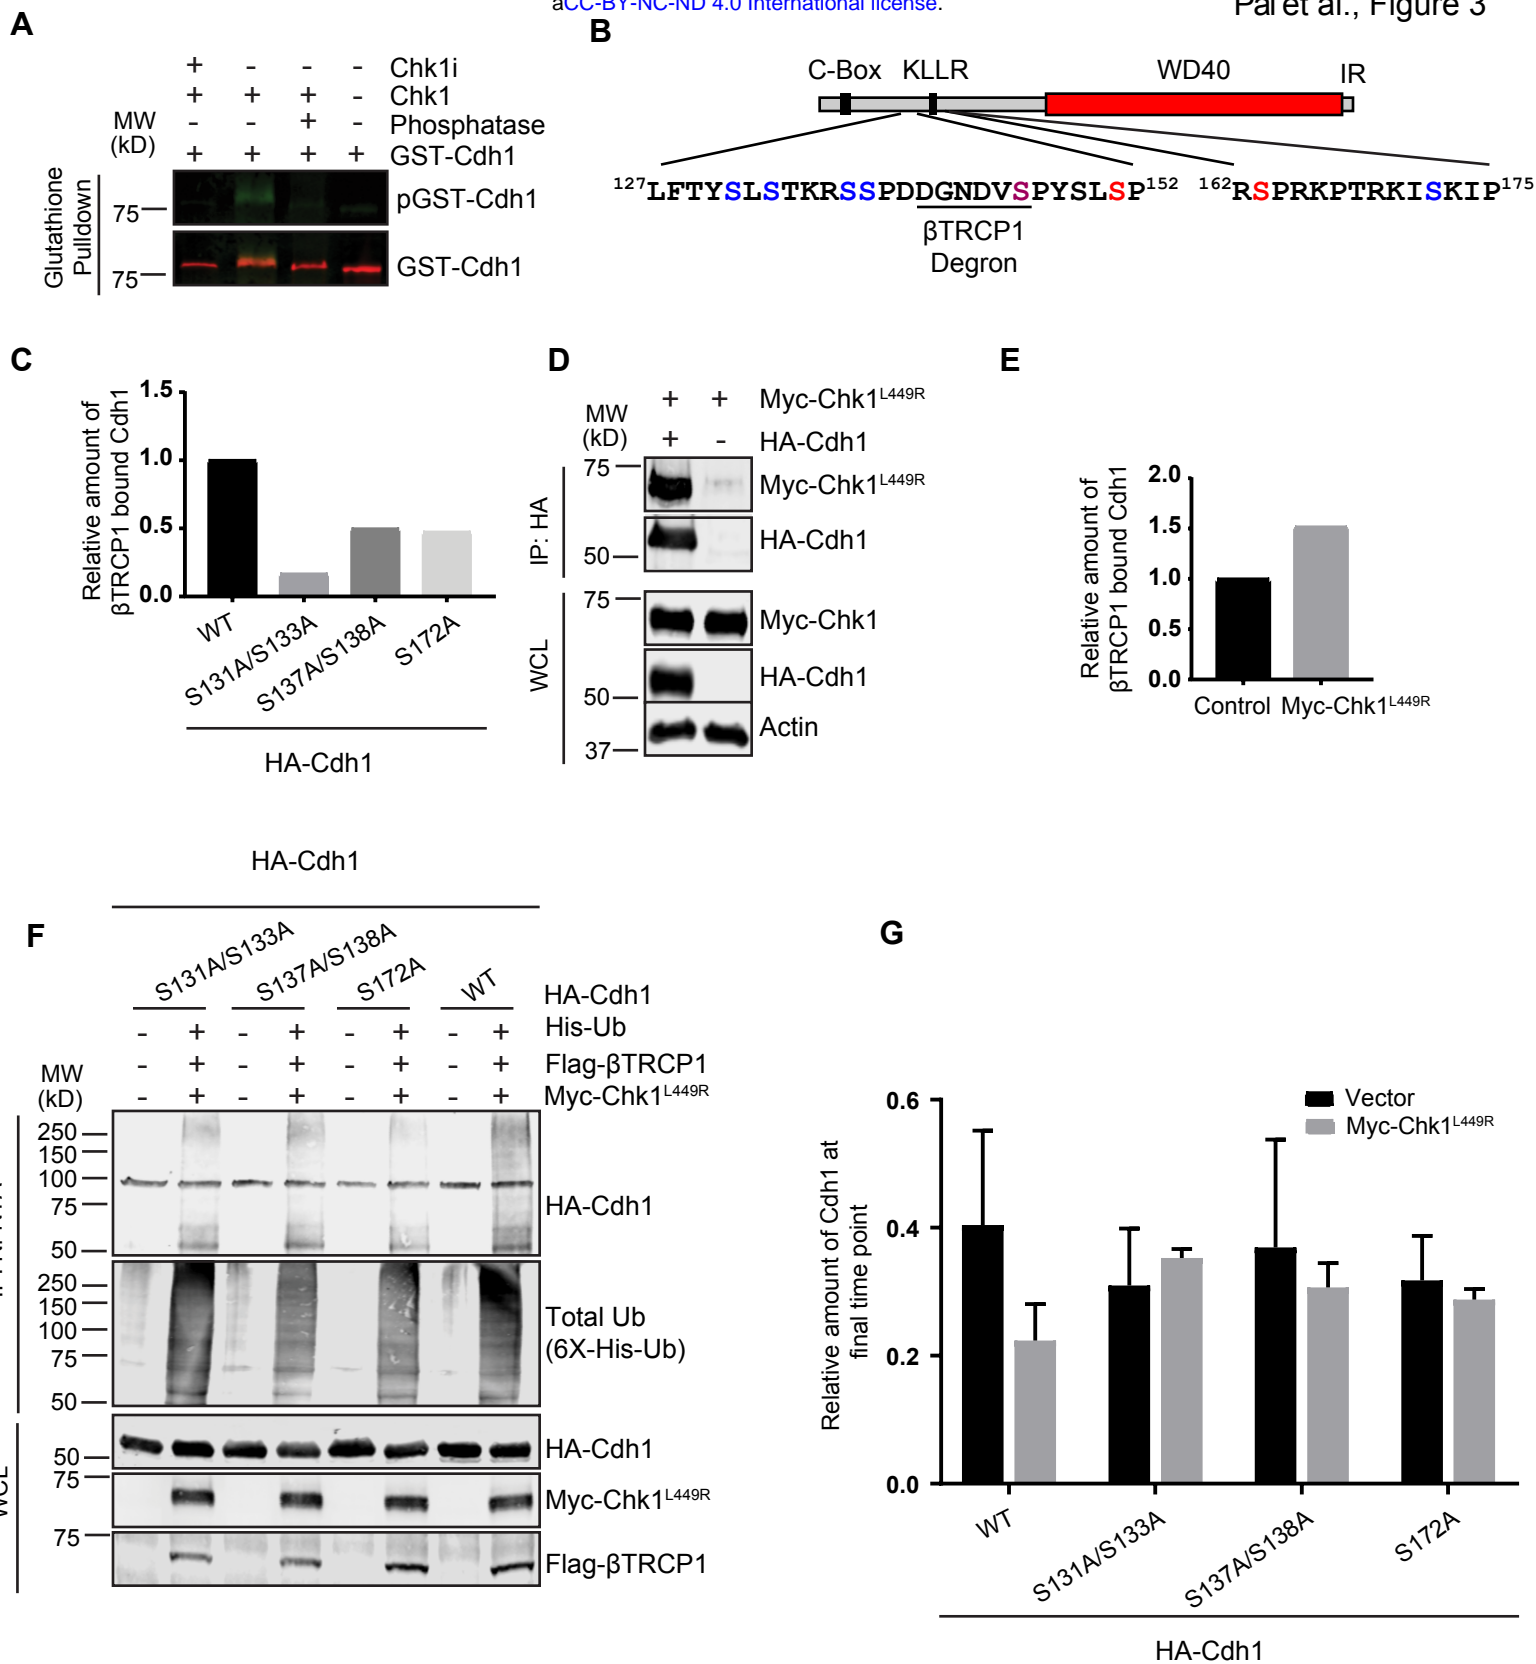 aCC-BY-NC-ND 4.0 International license.
Pal et al., Figure 3
A
+ - - - Chk1i
+ + + - Chk1
- - + - Phosphatase
+ + + + GST-Cdh1
MW
(kD)
Glutathione
Pulldown
75
pGST-Cdh1
75
GST-Cdh1
B
C-Box KLLR WD40 IR
127LFTYSLSTKRSSPDDGNDVSPYSLSP152 162RSPRKPTRKISKIP175
βTRCP1
Degron
C
Relative amount of
βTRCP1 bound Cdh1
1.5
1.0
0.5
0.0
WT
S131A/S133A
S137A/S138A
S172A
HA-Cdh1
D
MW
(kD)
+ + Myc-Chk1L449R
+ - HA-Cdh1
IP: HA
75
Myc-Chk1L449R
50
HA-Cdh1
WCL
75
Myc-Chk1
50
HA-Cdh1
37
Actin
E
Relative amount of
βTRCP1 bound Cdh1
2.0
1.5
1.0
0.5
0.0
Control Myc-Chk1L449R
HA-Cdh1
F
S131A/S133A
S137A/S138A
S172A
WT
HA-Cdh1
- + - + - + - + His-Ub
- + - + - + - + Flag-βTRCP1
- + - + - + - + Myc-Chk1L449R
MW
(kD)
250
150
100
75
50
HA-Cdh1
250
150
100
75
50
Total Ub
(6X-His-Ub)
WCL
50
HA-Cdh1
75
Myc-Chk1L449R
75
Flag-βTRCP1
G
Vector
Myc-Chk1L449R
Relative amount of Cdh1 at
final time point
0.6
0.4
0.2
0.0
WT
S131A/S133A
S137A/S138A
S172A
HA-Cdh1